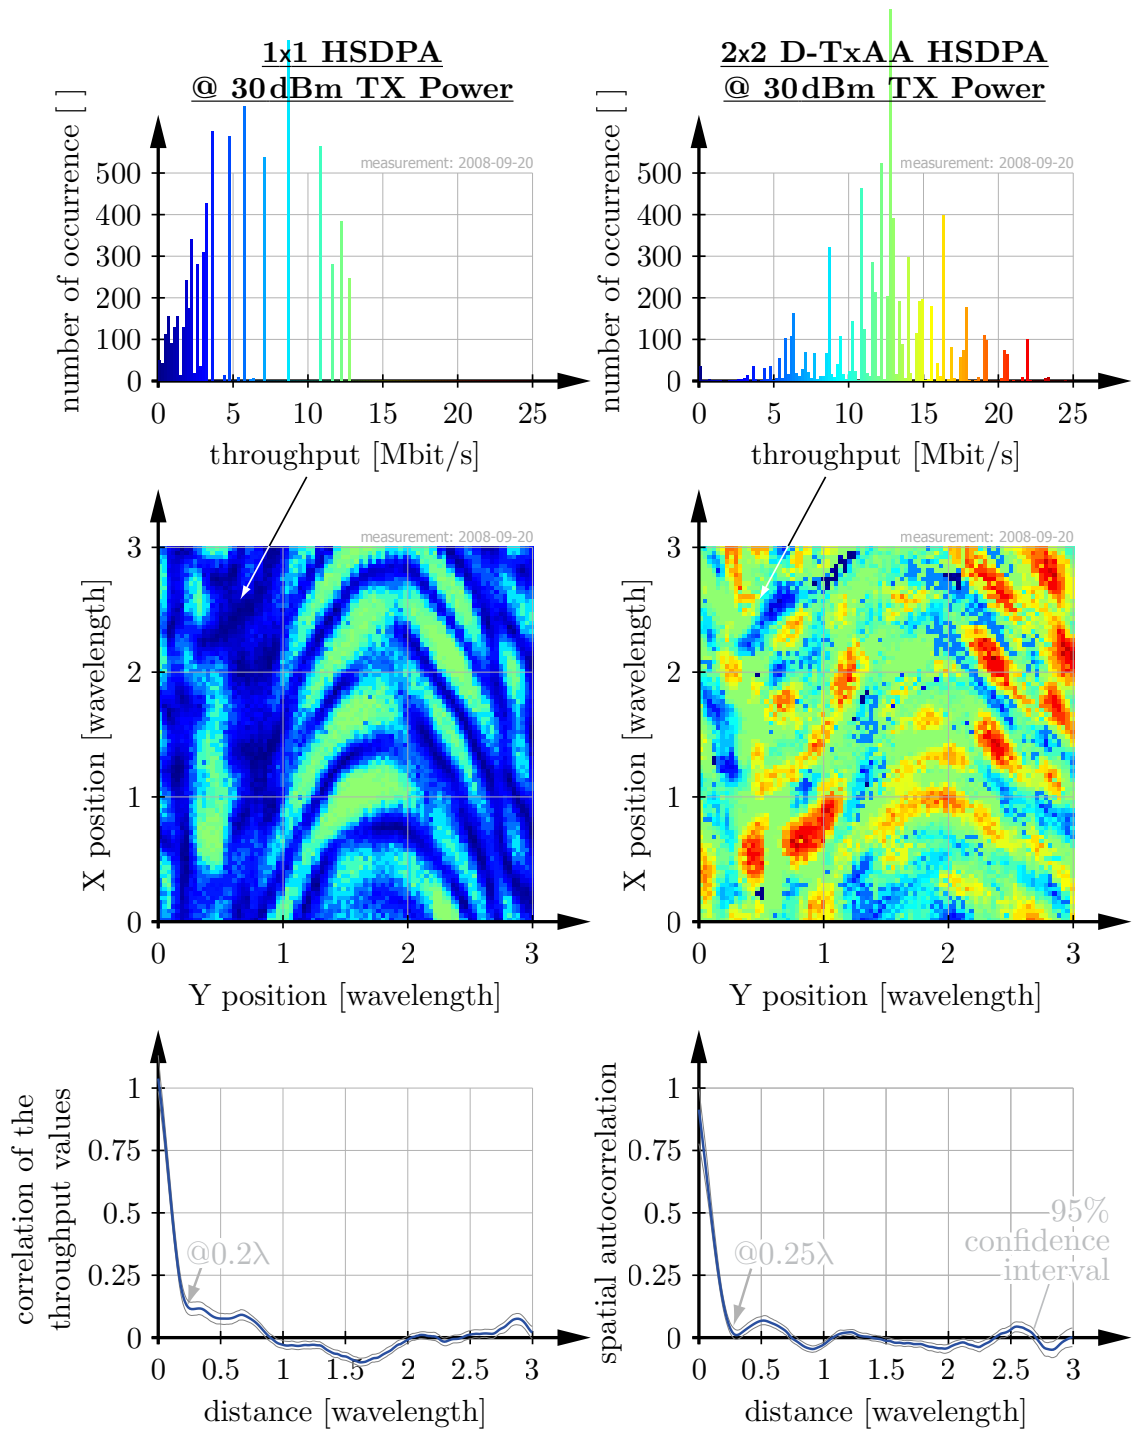 1x1 HSDPA
@ 30dBm TX Power
number of occurrence [ ]
measurement: 2008-09-20
500
400
300
200
100
0
0 5 10 15 20 25
throughput [Mbit/s]
2x2 D-TxAA HSDPA
@ 30dBm TX Power
number of occurrence [ ]
measurement: 2008-09-20
500
400
300
200
100
0
0 5 10 15 20 25
throughput [Mbit/s]
X position [wavelength]
measurement: 2008-09-20
3
2
1
0
0 1 2 3
Y position [wavelength]
X position [wavelength]
measurement: 2008-09-20
3
2
1
0
0 1 2 3
Y position [wavelength]
correlation of the
throughput values
1
0.75
0.5
0.25
0
@0.2λ
0 0.5 1 1.5 2 2.5 3
distance [wavelength]
spatial autocorrelation
1
0.75
0.5
0.25
0
@0.25λ
95%
confidence
interval
0 0.5 1 1.5 2 2.5 3
distance [wavelength]